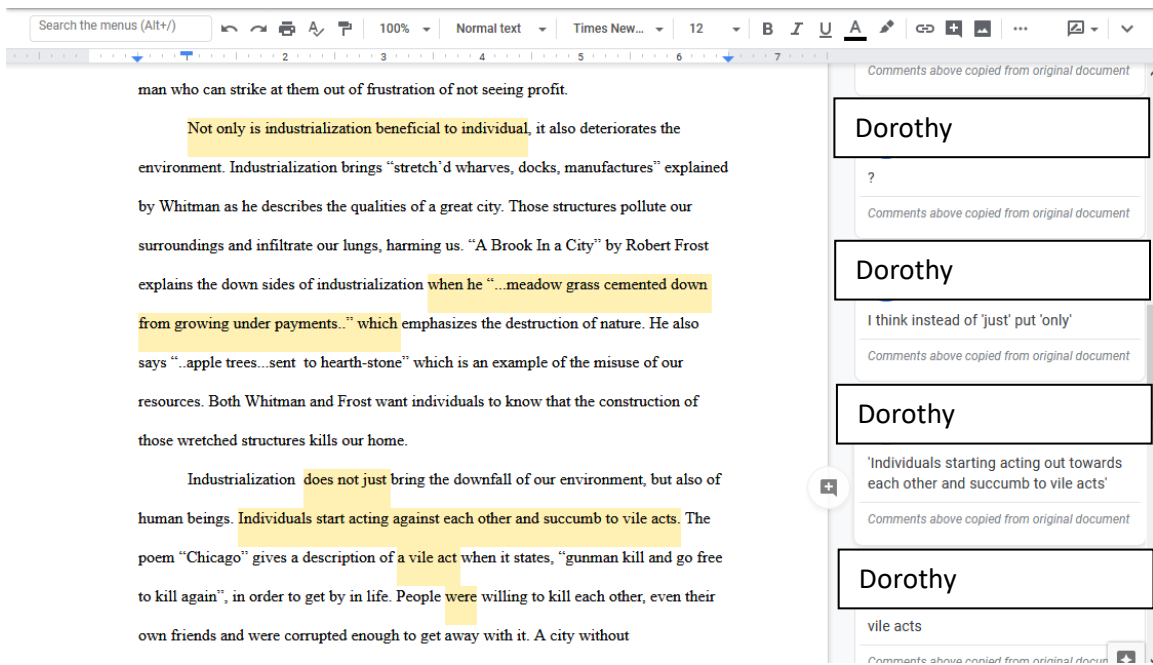 Search the menus (Alt+/)
100%
Normal text
Times New...
12
B I U A
...
2 3 4 5 6 7
man who can strike at them out of frustration of not seeing profit.
Not only is industrialization beneficial to individual, it also deteriorates the
environment. Industrialization brings “stretch’d wharves, docks, manufactures” explained
by Whitman as he describes the qualities of a great city. Those structures pollute our
surroundings and infiltrate our lungs, harming us. “A Brook In a City” by Robert Frost
explains the down sides of industrialization when he “...meadow grass cemented down
from growing under payments..” which emphasizes the destruction of nature. He also
says “..apple trees...sent to hearth-stone” which is an example of the misuse of our
resources. Both Whitman and Frost want individuals to know that the construction of
those wretched structures kills our home.
Industrialization does not just bring the downfall of our environment, but also of
human beings. Individuals start acting against each other and succumb to vile acts. The
poem “Chicago” gives a description of a vile act when it states, “gunman kill and go free
to kill again”, in order to get by in life. People were willing to kill each other, even their
own friends and were corrupted enough to get away with it. A city without
Comments above copied from original document
Dorothy
?
Comments above copied from original document
Dorothy
I think instead of 'just' put 'only'
Comments above copied from original document
Dorothy
'Individuals starting acting out towards
each other and succumb to vile acts'
Comments above copied from original document
Dorothy
vile acts
Comments above copied from original docum